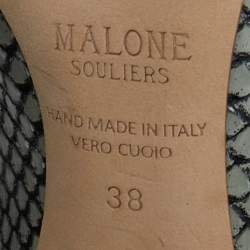 MALONE
SOULIERS
HAND MADE IN ITALY
VERO CUOIO
38